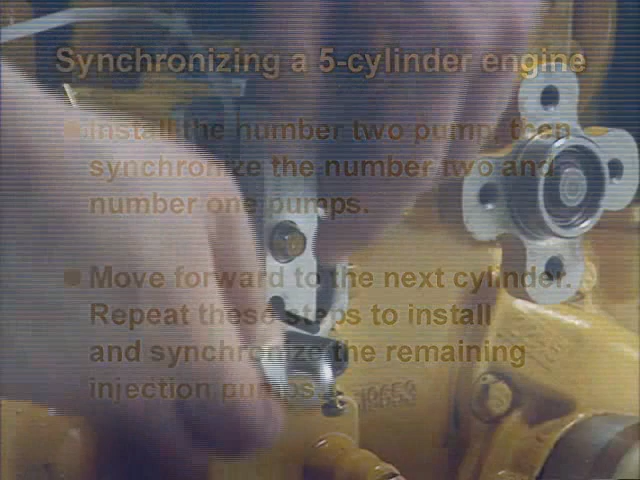 Synchronizing a 5-cylinder engine
Install the number two pump, then
synchronize the number two and
number one pumps.
Move forward to the next cylinder.
Repeat these steps to install
and synchronize the remaining
injection pumps.
19653